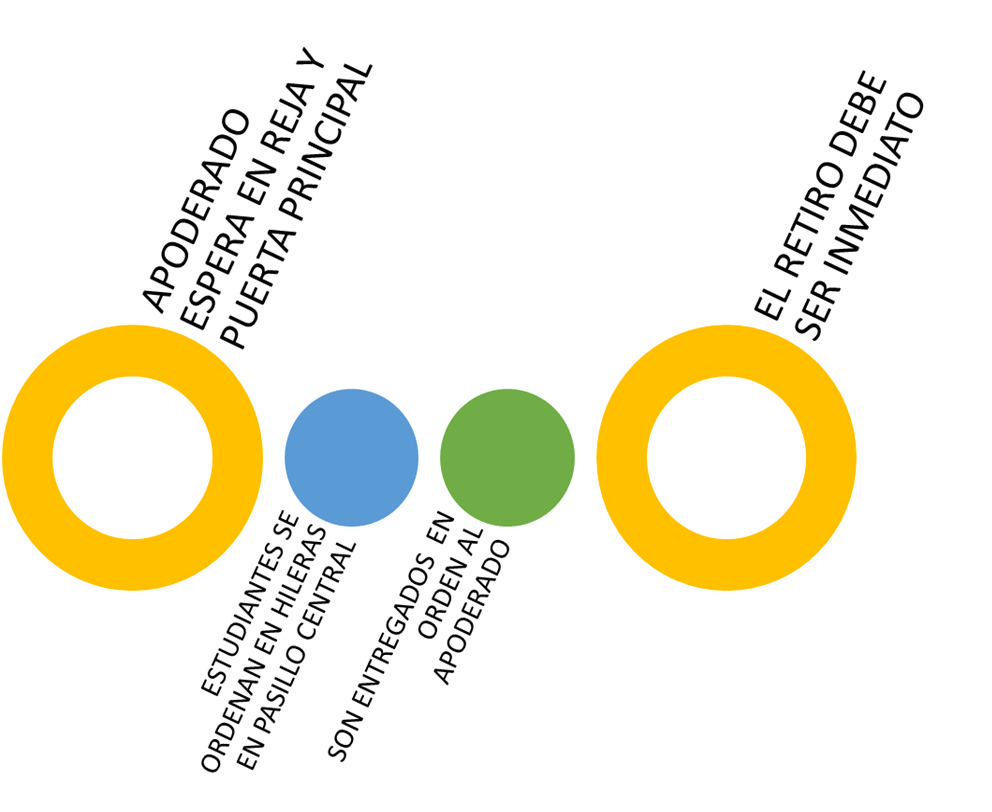 APODERADO
ESPERA EN REJA Y
PUERTA PRINCIPAL
ESTUDIANTES SE
ORDENAN EN HILERAS
EN PASILLO CENTRAL
SON ENTREGADOS EN
ORDEN AL
APODERADO
EL RETIRO DEBE
SER INMEDIATO